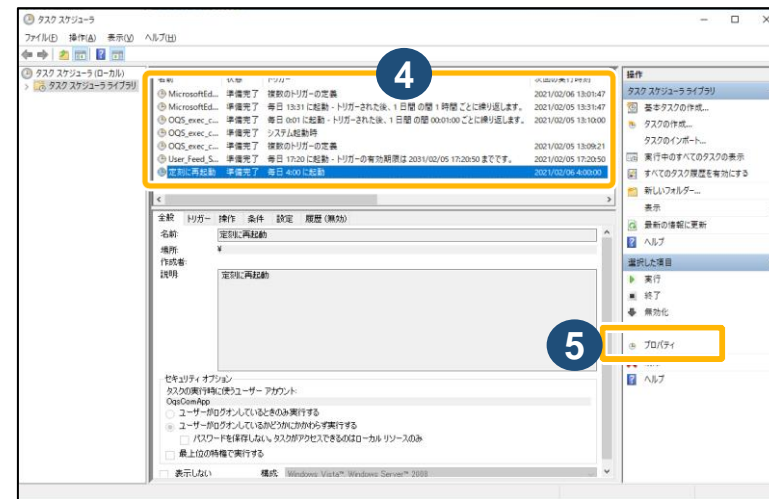 タスク スケジューラ
ファイル(F) 操作(A) 表示(V) ヘルプ(H)
タスク スケジューラ (ローカル)
タスク スケジューラ ライブラリ
4
名前 状態 トリガー 次回の実行時刻
MicrosoftEd... 準備完了 複数のトリガーの定義 2021/02/06 13:01:47
MicrosoftEd... 準備完了 毎日 13:31 に起動 - トリガーされた後、1 日間 の間 1 時間 ごとに繰り返します。 2021/02/05 13:31:47
OQS_exec_c... 準備完了 毎日 0:01 に起動 - トリガーされた後、1 日間 の間 00:01:00 ごとに繰り返します。 2021/02/05 13:10:00
OQS_exec_c... 準備完了 システム起動時
OQS_exec_c... 準備完了 複数のトリガーの定義 2021/02/05 13:09:21
User_Feed_S... 準備完了 毎日 17:20 に起動 - トリガーの有効期限は 2031/02/05 17:20:50 までです。 2021/02/05 17:20:50
定刻に再起動 準備完了 毎日 4:00 に起動 2021/02/06 4:00:00
全般 トリガー 操作 条件 設定 履歴 (無効)
名前: 定刻に再起動
場所: ¥
作成者:
説明: 定刻に再起動
セキュリティ オプション
タスクの実行時に使うユーザー アカウント:
OqsComApp
ユーザーがログオンしているときのみ実行する
ユーザーがログオンしているかどうかにかかわらず実行する
パスワードを保存しない。タスクがアクセスできるのはローカル リソースのみ
最上位の特権で実行する
表示しない 構成: Windows Vista™, Windows Server™ 2008
操作
タスク スケジューラ ライブラリ
基本タスクの作成...
タスクの作成...
タスクのインポート...
実行中のすべてのタスクの表示
すべてのタスク履歴を有効にする
新しいフォルダー...
表示
最新の情報に更新
ヘルプ
選択した項目
実行
終了
無効化
5
プロパティ
ヘルプ